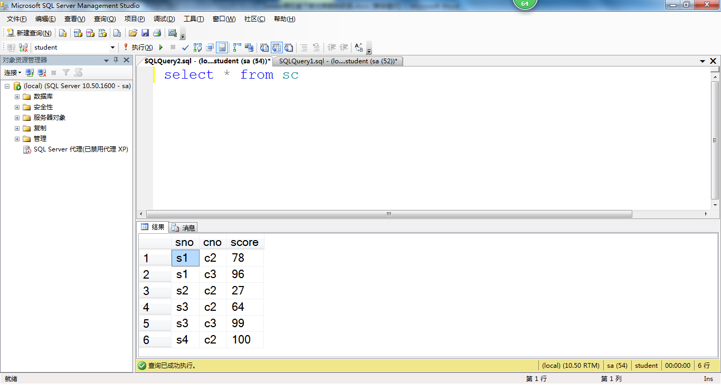 Microsoft SQL Server Management Studio
64
文件(F) 编辑(E) 查看(V) 查询(Q) 项目(P) 调试(D) 工具(T) 窗口(W) 社区(C) 帮助(H)
新建查询(N)
student 执行(X)
对象资源管理器
连接
(local) (SQL Server 10.50.1600 - sa)
数据库
安全性
服务器对象
复制
管理
SQL Server 代理(已禁用代理 XP)
SQLQuery2.sql - (lo....student (sa (54))* SQLQuery1.sql - (lo....student (sa (52))*
select * from sc
结果 消息
sno cno score
1 s1 c2 78
2 s1 c3 96
3 s2 c2 27
4 s3 c2 64
5 s3 c3 99
6 s4 c2 100
查询已成功执行。 (local) (10.50 RTM) sa (54) student 00:00:00 6 行
就绪 第 1 行 第 1 列 Ins